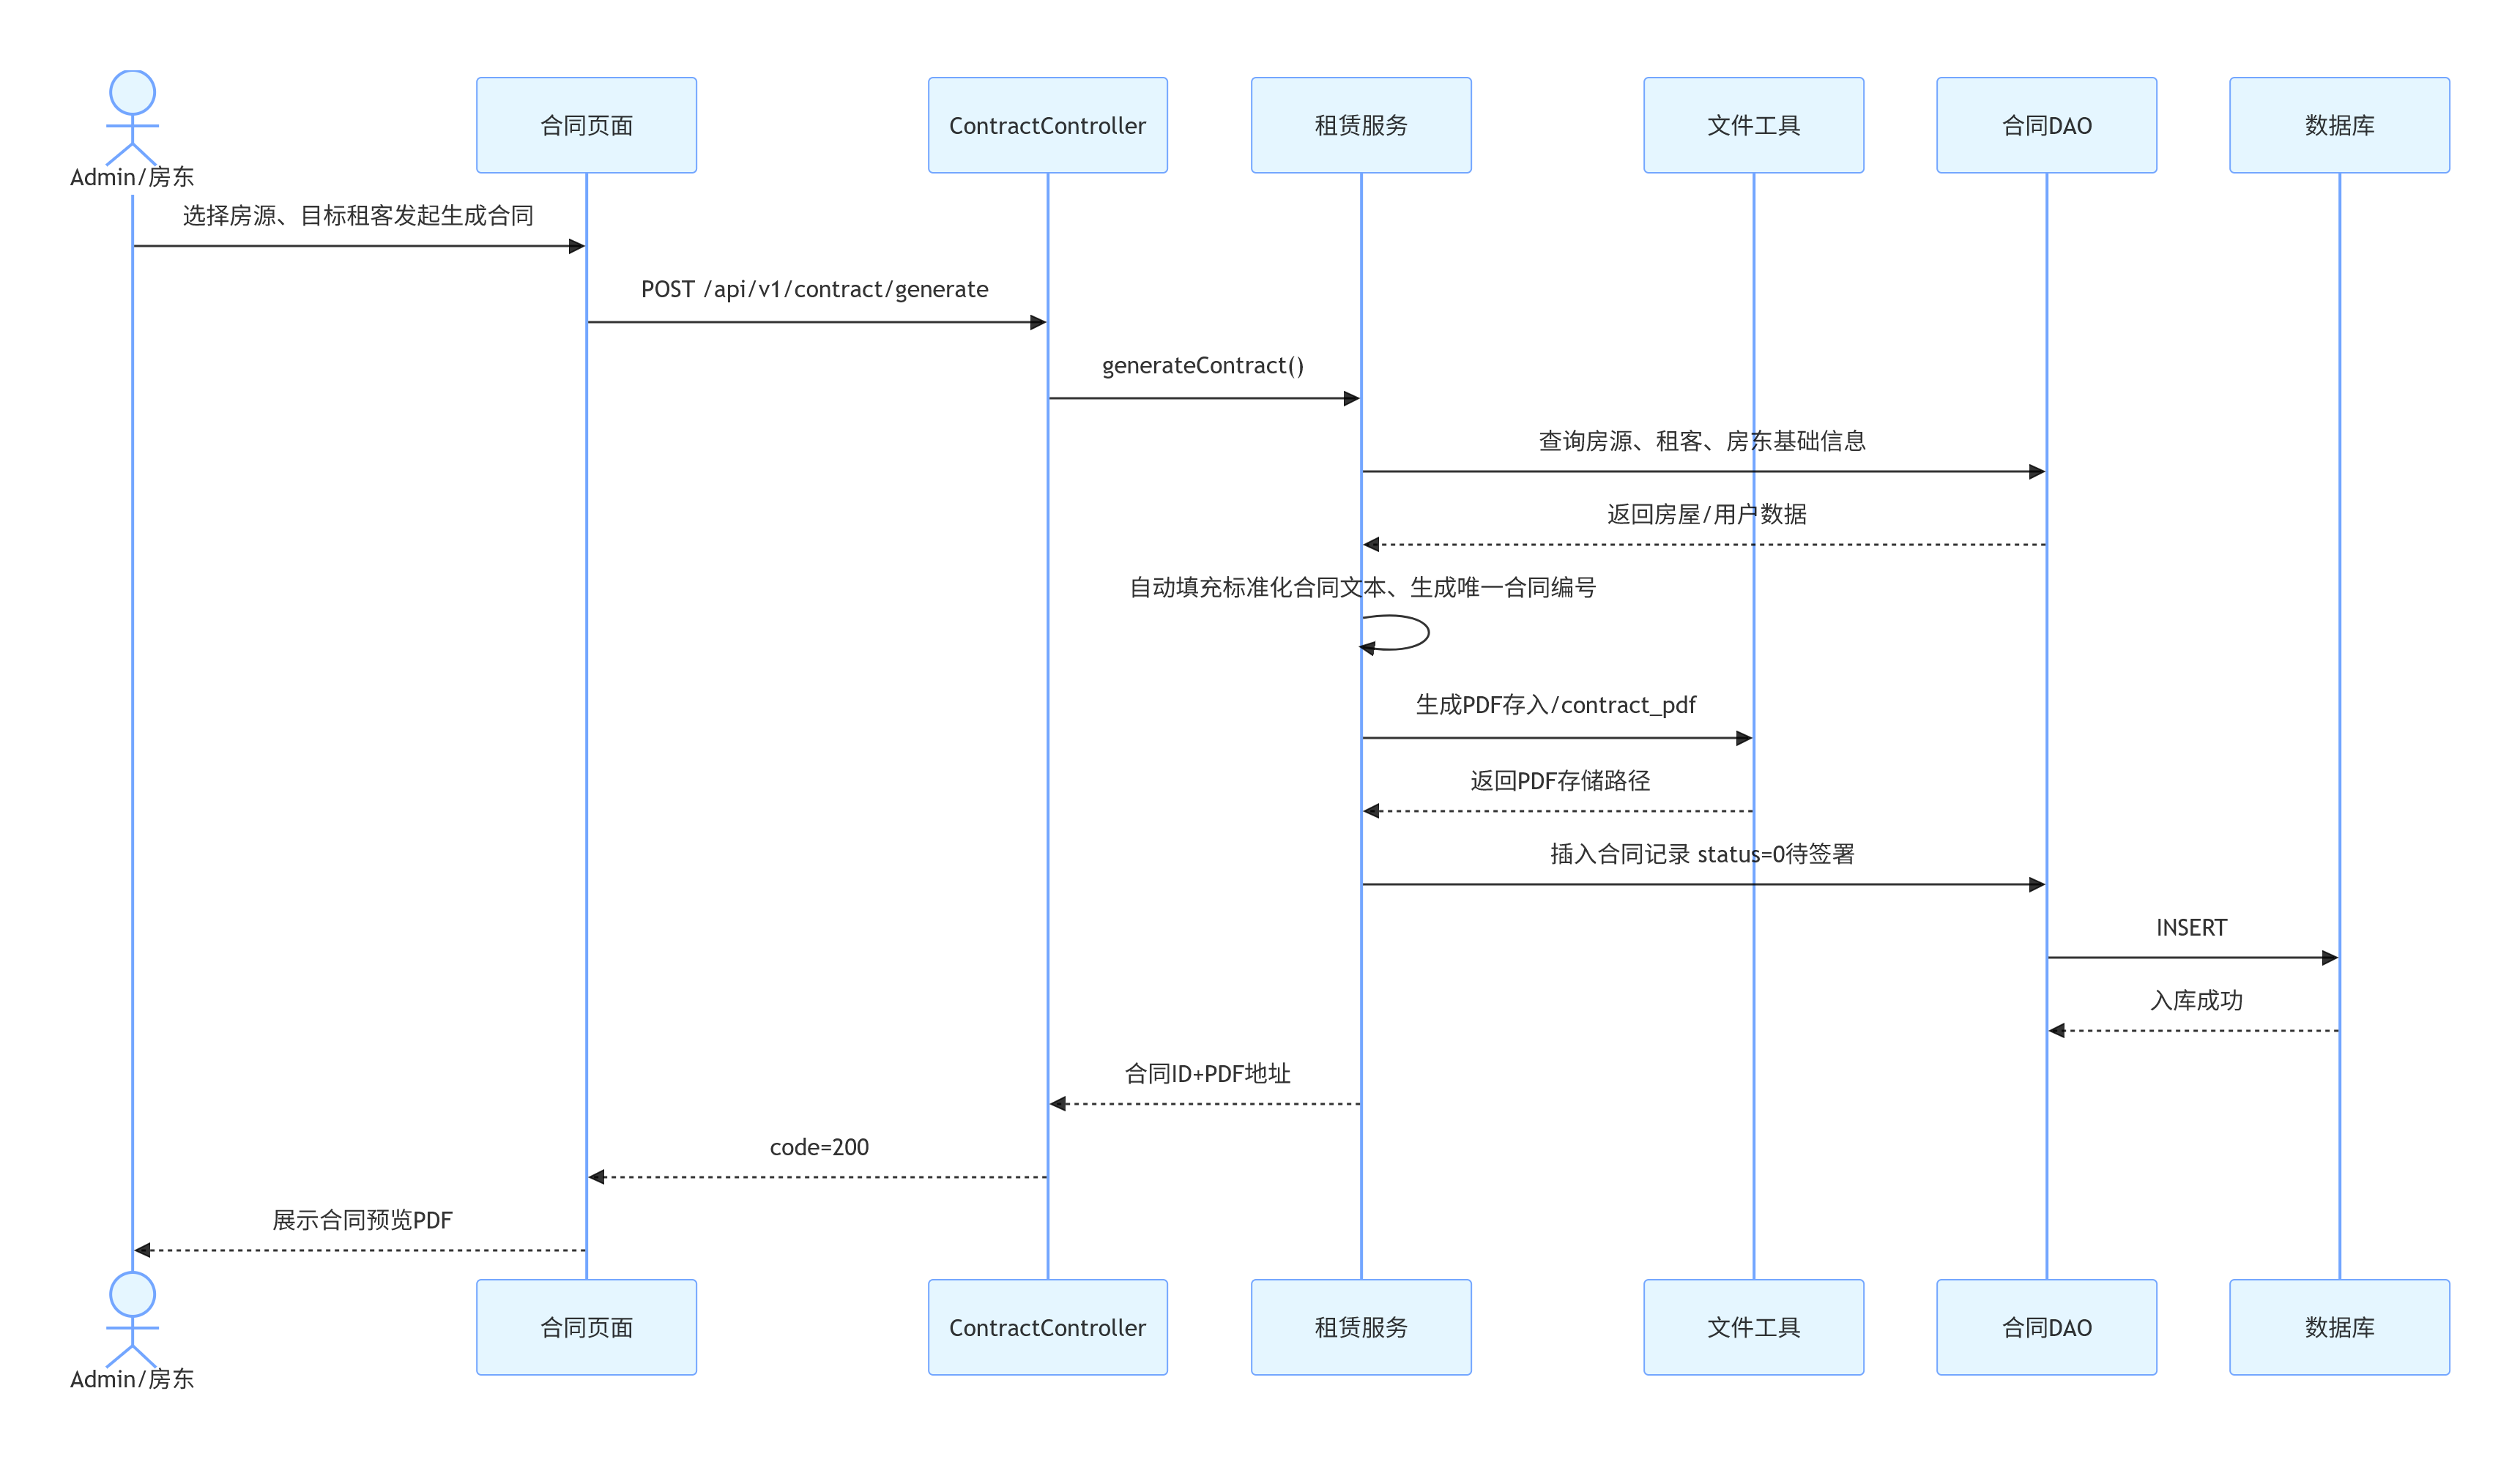 Admin/房东
合同页面
ContractController
租赁服务
文件工具
合同DAO
数据库
选择房源、目标租客发起生成合同
POST /api/v1/contract/generate
generateContract()
查询房源、租客、房东基础信息
返回房屋/用户数据
自动填充标准化合同文本、生成唯一合同编号
生成PDF存入/contract_pdf
返回PDF存储路径
插入合同记录 status=0待签署
INSERT
入库成功
合同ID+PDF地址
code=200
展示合同预览PDF
Admin/房东
合同页面
ContractController
租赁服务
文件工具
合同DAO
数据库